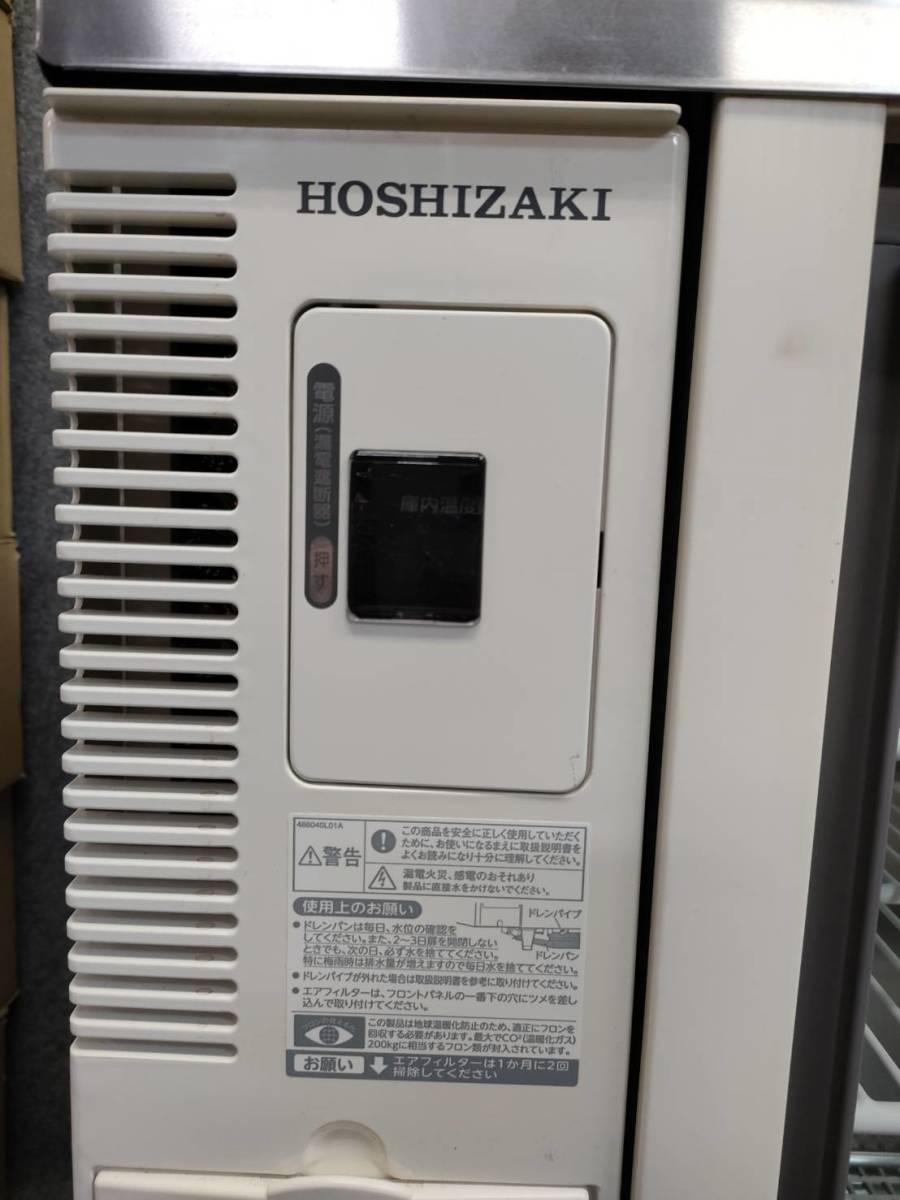 HOSHIZAKI
電源(漏電遮断器)押す
庫内温度
486040L01A
警告
この商品を安全に正しく使用していただく
ために、お使いになるまえに取扱説明書を
よくお読みになり十分に理解してください。
漏電火災、感電のおそれあり
製品に直接水をかけないでください。
使用上のお願い
ドレンパイプ
●ドレンパンは毎日、水位の確認を
してください。また、2〜3日扉を開閉しない
ときでも、次の日、必ず水を捨ててください。
ドレンパン
特に梅雨時は排水量が増えますので毎日水を捨ててください。
●ドレンパイプが外れた場合は取扱説明書を参考に取り付けてください。
●エアフィルターは、フロントパネルの一番下の穴にツメを差し
込んで取り付けてください。
この製品は地球温暖化防止のため、適正にフロンを
回収する必要があります。最大でCO²(温暖化ガス)
200kgに相当するフロン類が封入されています。
お願い
エアフィルターは1か月に2回
掃除してください